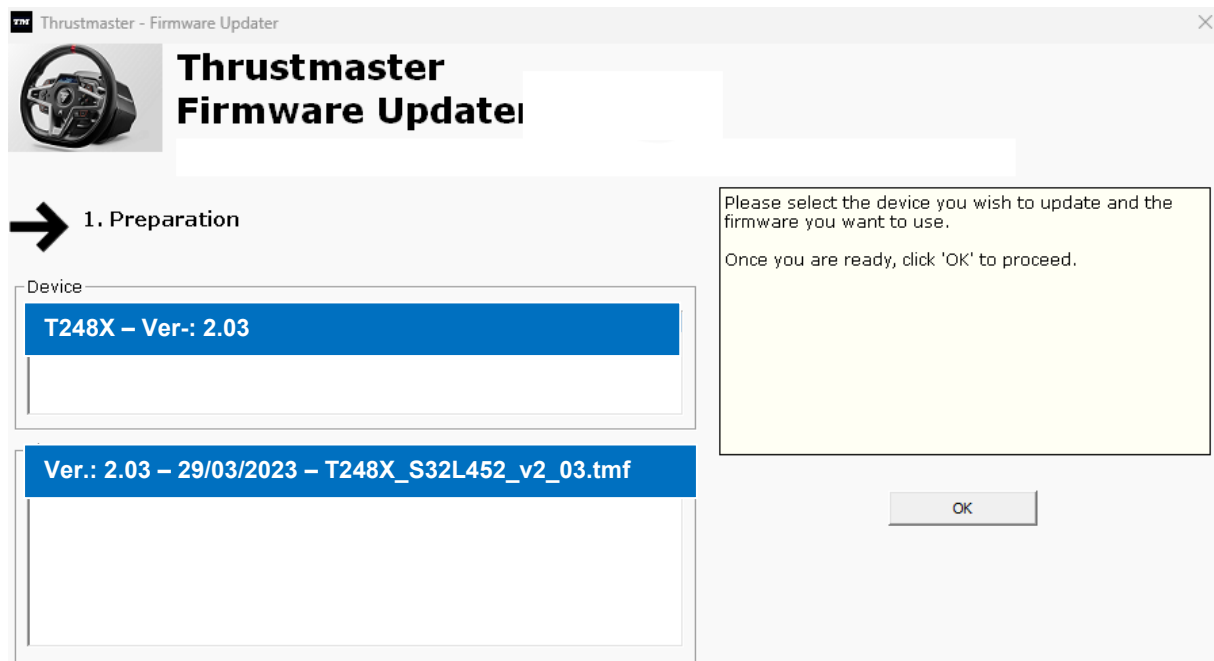 TM Thrustmaster - Firmware Updater
Thrustmaster
Firmware Updater
1. Preparation
Please select the device you wish to update and the
firmware you want to use.
Once you are ready, click 'OK' to proceed.
Device
T248X – Ver-: 2.03
Ver.: 2.03 – 29/03/2023 – T248X_S32L452_v2_03.tmf
OK